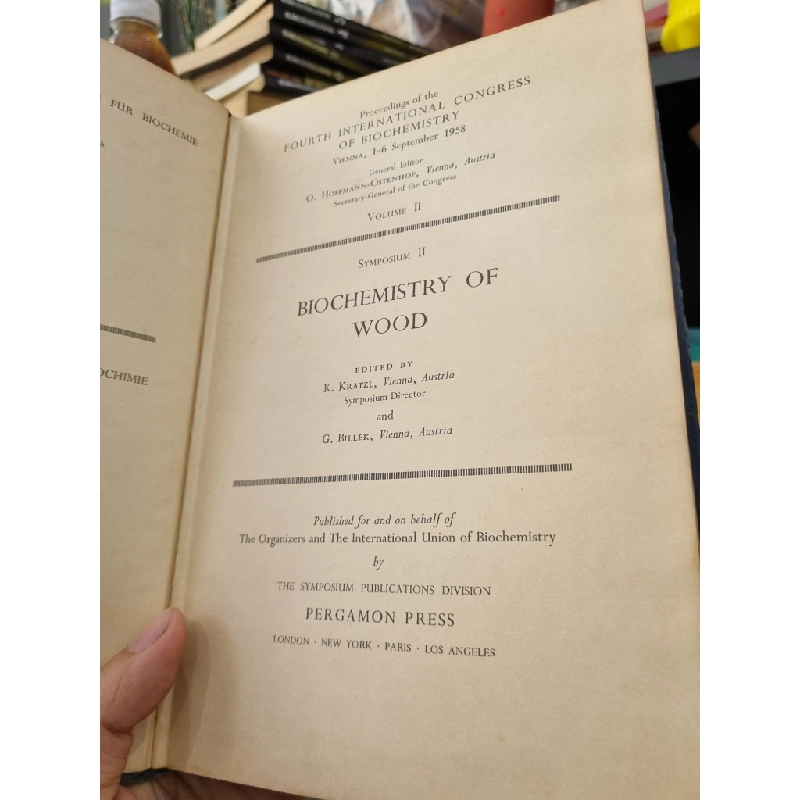 FÜR BIOCHEMIE
OCHIMIE
Proceedings of the
FOURTH INTERNATIONAL CONGRESS
OF BIOCHEMISTRY
VIENNA, 1-6 September 1958
General Editor
O. HOFFMANN-OSTENHOF, Vienna, Austria
Secretary-General of the Congress
VOLUME II
SYMPOSIUM II
BIOCHEMISTRY OF
WOOD
EDITED BY
K. KRATZL, Vienna, Austria
Symposium Director
and
G. BILLEK, Vienna, Austria
Published for and on behalf of
The Organizers and The International Union of Biochemistry
by
THE SYMPOSIUM PUBLICATIONS DIVISION
PERGAMON PRESS
LONDON · NEW YORK · PARIS · LOS ANGELES